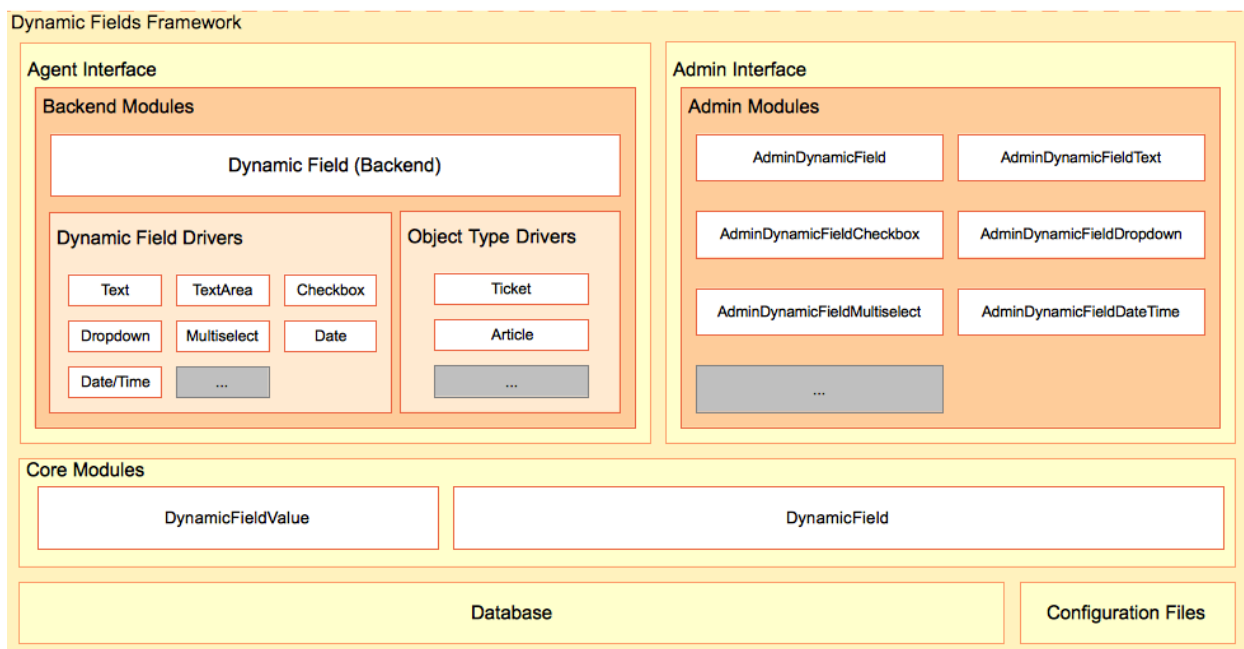 Dynamic Fields Framework
Agent Interface
Backend Modules
Dynamic Field (Backend)
Dynamic Field Drivers
Text
TextArea
Checkbox
Dropdown
Multiselect
Date
Date/Time
...
Object Type Drivers
Ticket
Article
...
Admin Interface
Admin Modules
AdminDynamicField
AdminDynamicFieldText
AdminDynamicFieldCheckbox
AdminDynamicFieldDropdown
AdminDynamicFieldMultiselect
AdminDynamicFieldDateTime
...
Core Modules
DynamicFieldValue
DynamicField
Database
Configuration Files